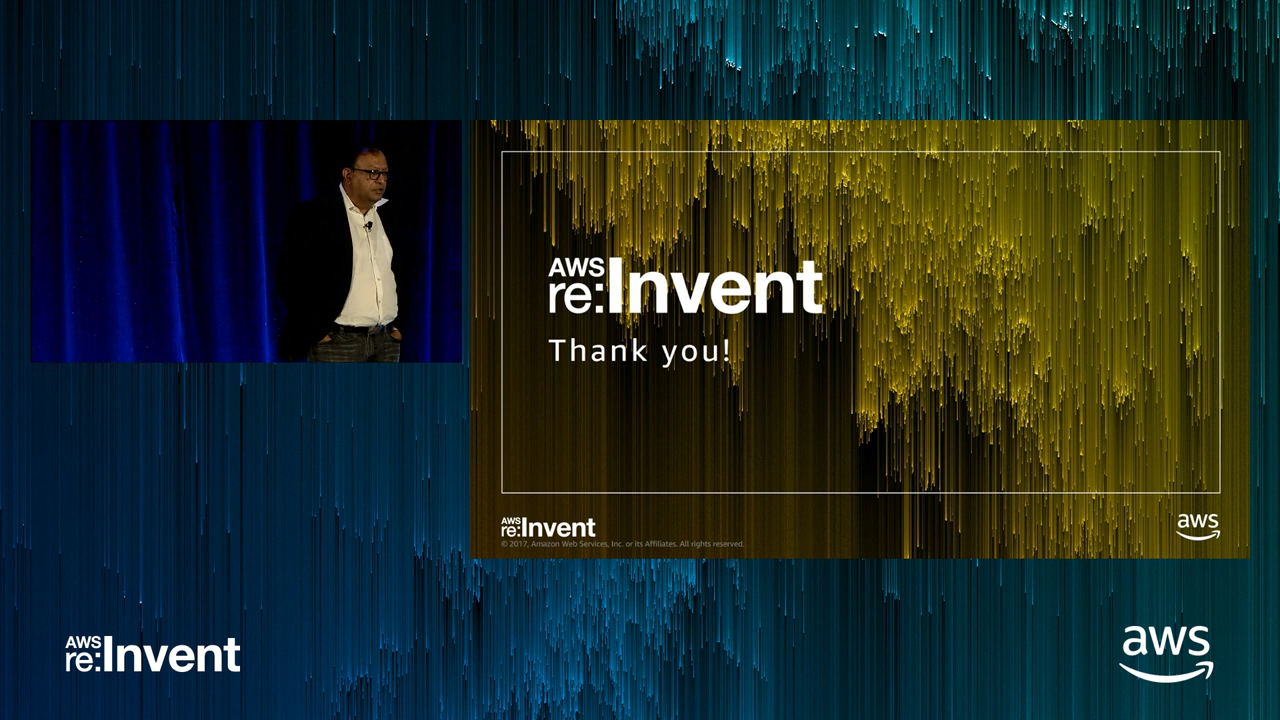 AWS
re:Invent
Thank you!
AWS
re:Invent
© 2017, Amazon Web Services, Inc. or its Affiliates. All rights reserved.
aws
AWS
re:Invent
aws